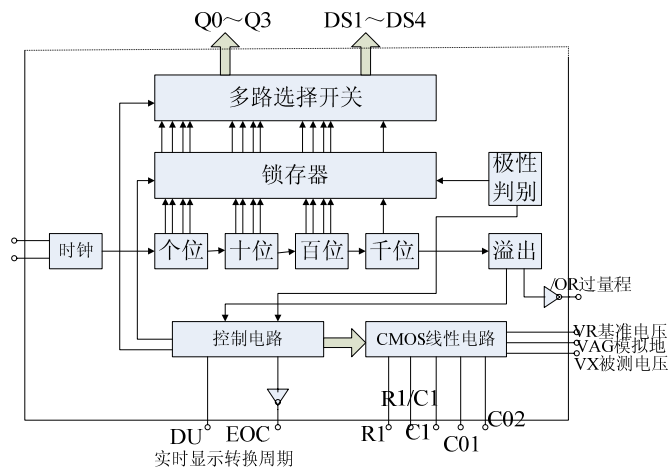 Q0～Q3
DS1～DS4
多路选择开关
锁存器
极性
判别
时钟
个位
十位
百位
千位
溢出
/OR过量程
控制电路
CMOS线性电路
VR基准电压
VAG模拟地
VX被测电压
R1/C1
DU
EOC
R1
C1
C01
C02
实时显示转换周期